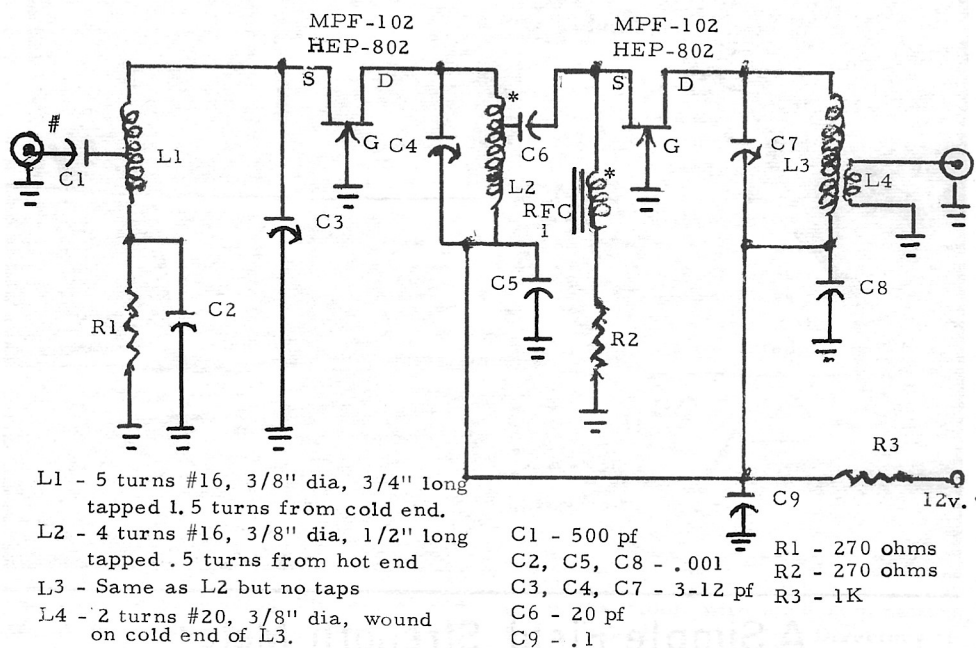 MPF-102
HEP-802
MPF-102
HEP-802
S
D
G
S
D
G
#
C1
L1
C3
C4
*
C6
L2
RFC
1
*
C7
L3
L4
C2
R1
C5
R2
C8
R3
12v.
C9
L1 - 5 turns #16, 3/8" dia, 3/4" long
tapped 1.5 turns from cold end.
L2 - 4 turns #16, 3/8" dia, 1/2" long
tapped .5 turns from hot end
L3 - Same as L2 but no taps
L4 - 2 turns #20, 3/8" dia, wound
on cold end of L3.
C1 - 500 pf
C2, C5, C8 - .001
C3, C4, C7 - 3-12 pf
C6 - 20 pf
C9 - .1
R1 - 270 ohms
R2 - 270 ohms
R3 - 1K